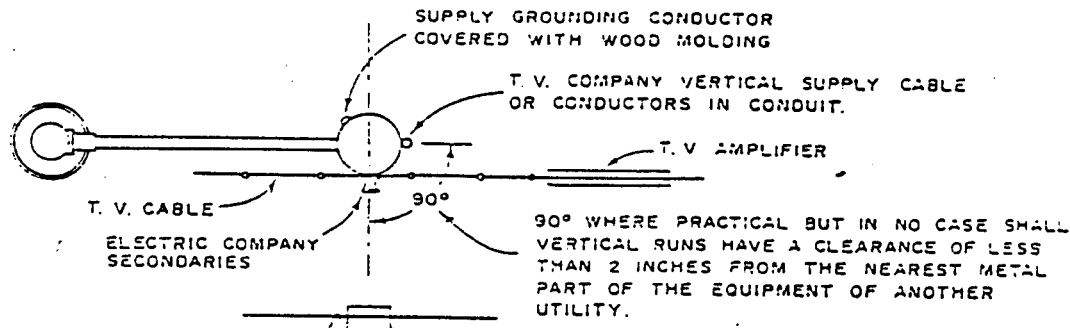 SUPPLY GROUNDING CONDUCTOR
COVERED WITH WOOD MOLDING
T. V. COMPANY VERTICAL SUPPLY CABLE
OR CONDUCTORS IN CONDUIT.
T. V AMPLIFIER
T. V. CABLE
90°
ELECTRIC COMPANY
SECONDARIES
90° WHERE PRACTICAL BUT IN NO CASE SHALL
VERTICAL RUNS HAVE A CLEARANCE OF LESS
THAN 2 INCHES FROM THE NEAREST METAL
PART OF THE EQUIPMENT OF ANOTHER
UTILITY.